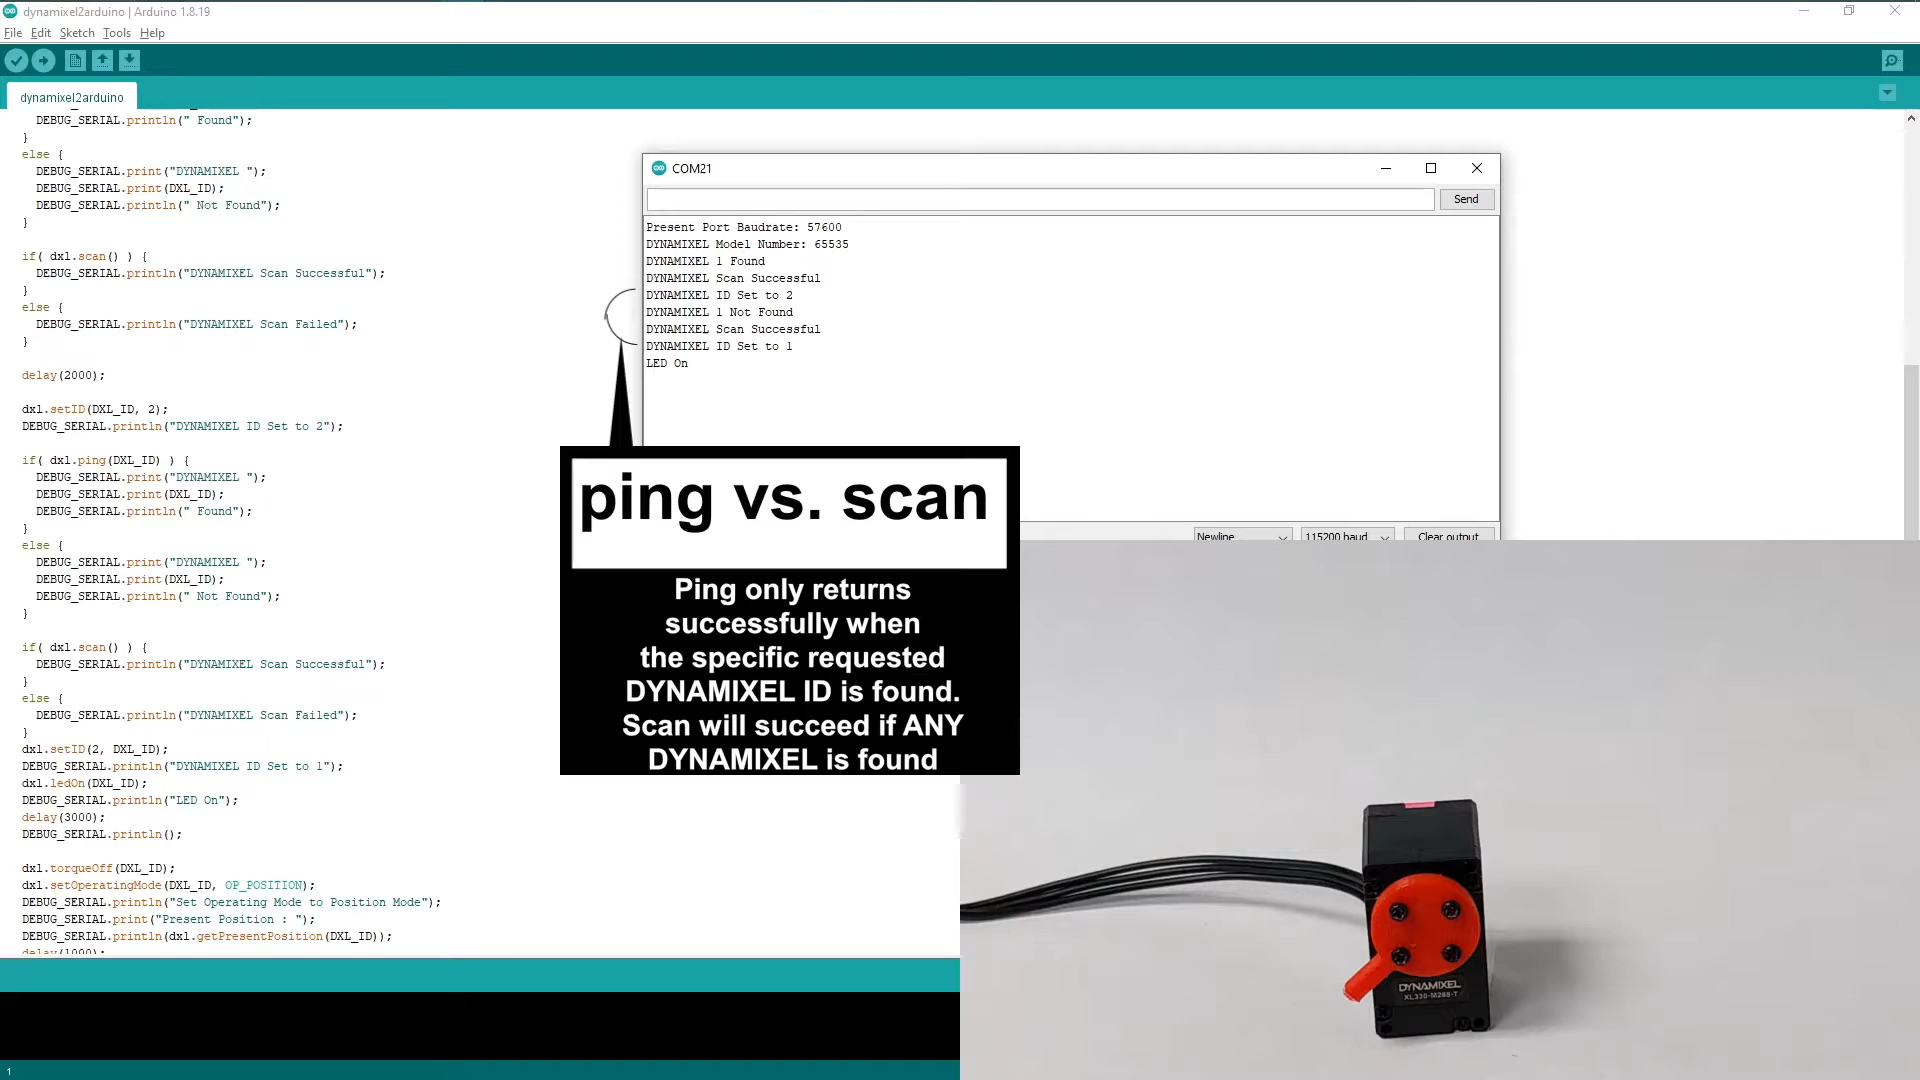 dynamixel2arduino | Arduino 1.8.19
File Edit Sketch Tools Help
dynamixel2arduino
DEBUG_SERIAL.println(" Found");
}
else {
DEBUG_SERIAL.print("DYNAMIXEL ");
DEBUG_SERIAL.print(DXL_ID);
DEBUG_SERIAL.println(" Not Found");
}
if( dxl.scan() ) {
DEBUG_SERIAL.println("DYNAMIXEL Scan Successful");
}
else {
DEBUG_SERIAL.println("DYNAMIXEL Scan Failed");
}
delay(2000);
dxl.setID(DXL_ID, 2);
DEBUG_SERIAL.println("DYNAMIXEL ID Set to 2");
if( dxl.ping(DXL_ID) ) {
DEBUG_SERIAL.print("DYNAMIXEL ");
DEBUG_SERIAL.print(DXL_ID);
DEBUG_SERIAL.println(" Found");
}
else {
DEBUG_SERIAL.print("DYNAMIXEL ");
DEBUG_SERIAL.print(DXL_ID);
DEBUG_SERIAL.println(" Not Found");
}
if( dxl.scan() ) {
DEBUG_SERIAL.println("DYNAMIXEL Scan Successful");
}
else {
DEBUG_SERIAL.println("DYNAMIXEL Scan Failed");
}
dxl.setID(2, DXL_ID);
DEBUG_SERIAL.println("DYNAMIXEL ID Set to 1");
dxl.ledOn(DXL_ID);
DEBUG_SERIAL.println("LED On");
delay(3000);
DEBUG_SERIAL.println();
dxl.torqueOff(DXL_ID);
dxl.setOperatingMode(DXL_ID, OP_POSITION);
DEBUG_SERIAL.println("Set Operating Mode to Position Mode");
DEBUG_SERIAL.print("Present Position : ");
DEBUG_SERIAL.println(dxl.getPresentPosition(DXL_ID));
delay(1000);
1
COM21
Send
Present Port Baudrate: 57600
DYNAMIXEL Model Number: 65535
DYNAMIXEL 1 Found
DYNAMIXEL Scan Successful
DYNAMIXEL ID Set to 2
DYNAMIXEL 1 Not Found
DYNAMIXEL Scan Successful
DYNAMIXEL ID Set to 1
LED On
Newline 115200 baud Clear output
ping vs. scan
Ping only returns
successfully when
the specific requested
DYNAMIXEL ID is found.
Scan will succeed if ANY
DYNAMIXEL is found
DYNAMIXEL
XL330-M288-T